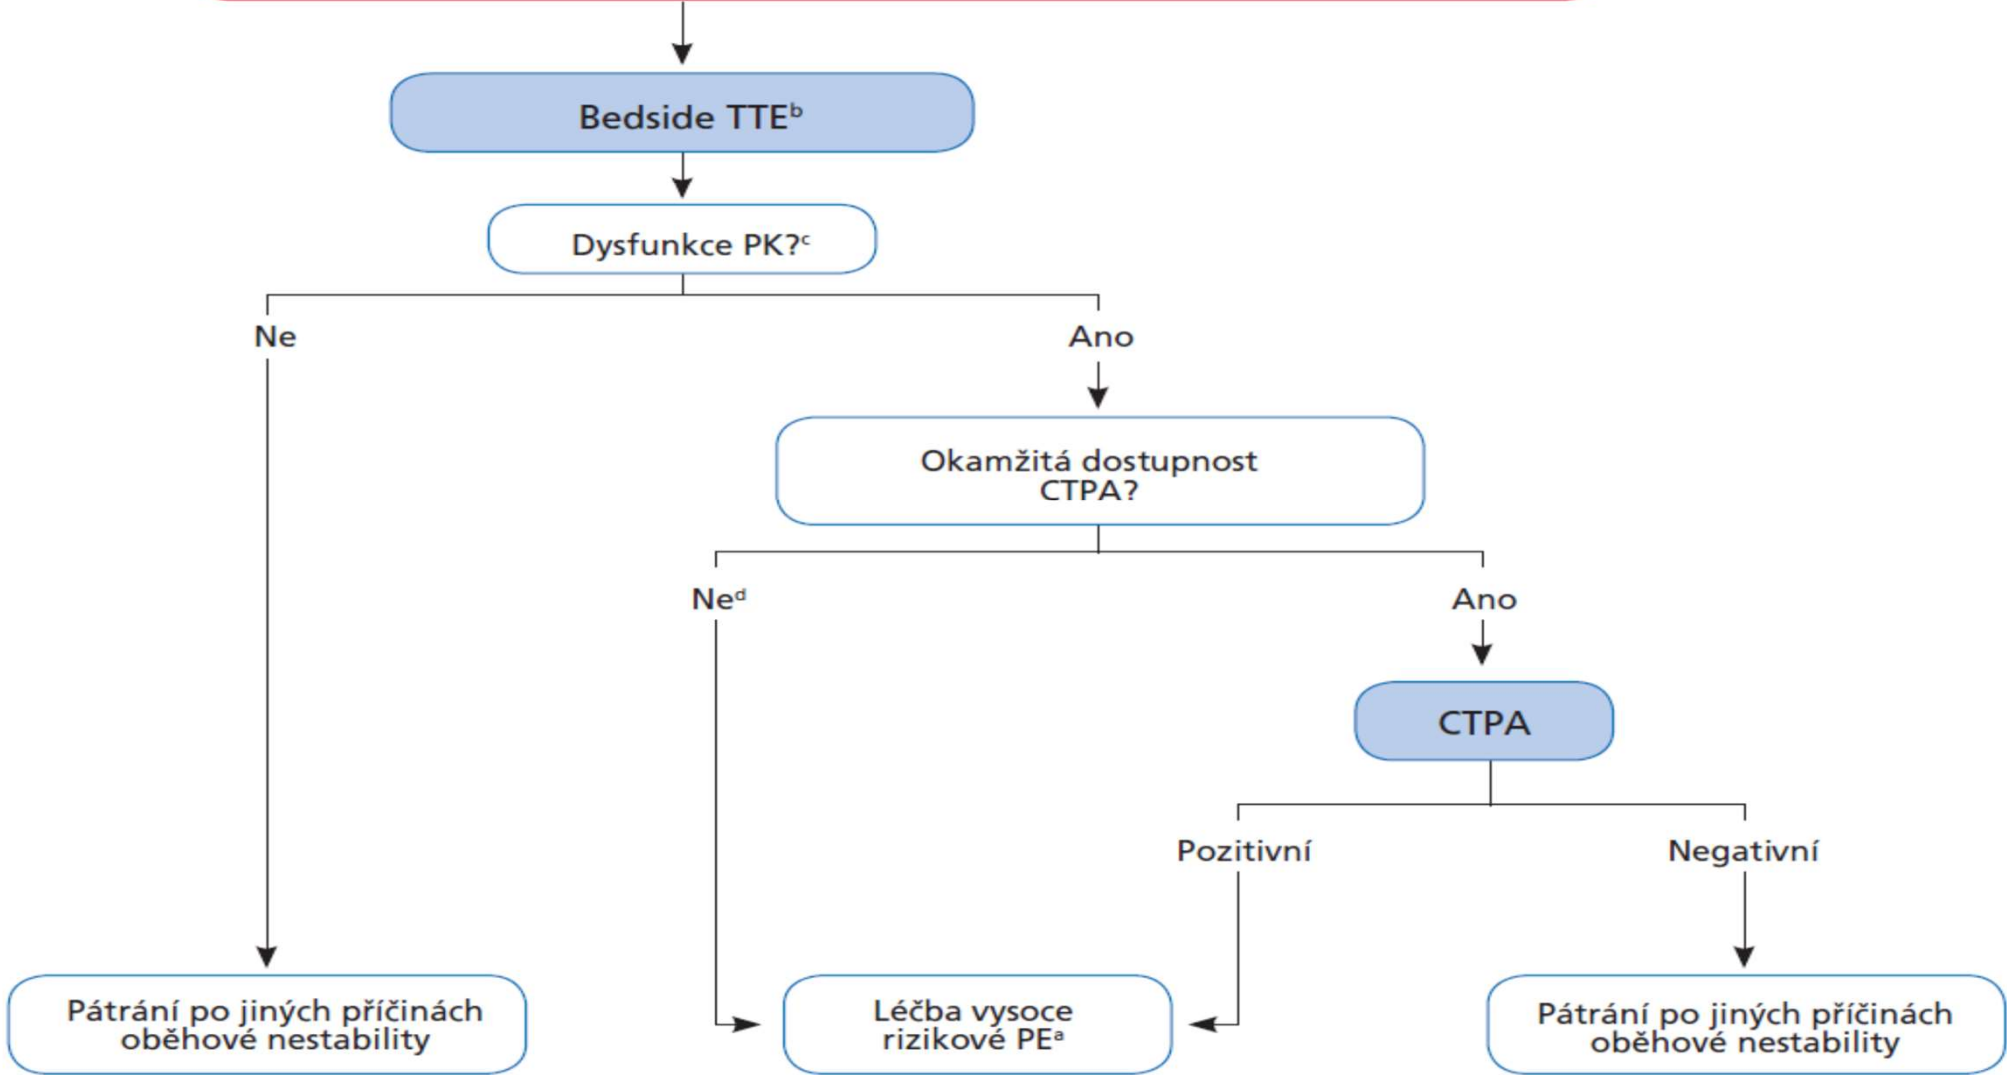 Bedside TTEᵇ
Dysfunkce PK?ᶜ
Ne
Ano
Okamžitá dostupnost
CTPA?
Neᵈ
Ano
CTPA
Pozitivní
Negativní
Pátrání po jiných příčinách
oběhové nestability
Léčba vysoce
rizikové PEᵃ
Pátrání po jiných příčinách
oběhové nestability